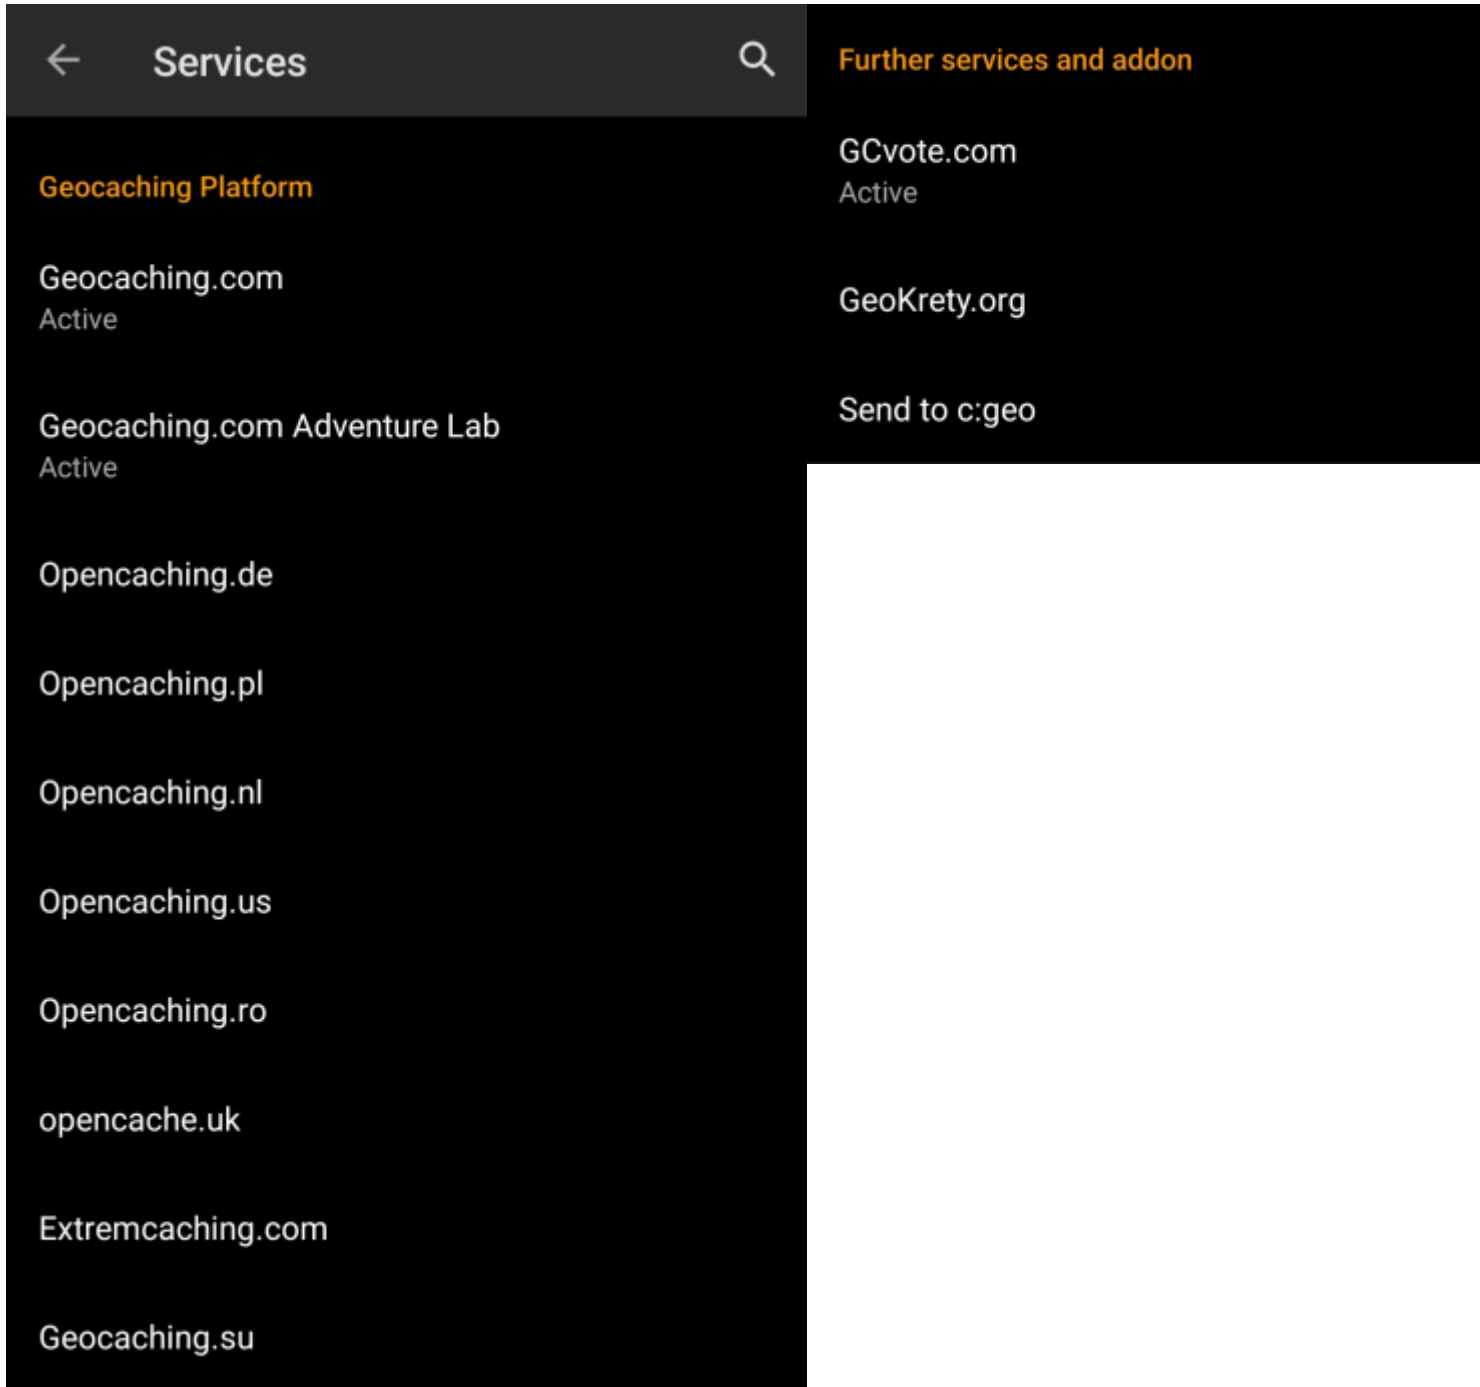 Services
Geocaching Platform
Geocaching.com
Active
Geocaching.com Adventure Lab
Active
Opencaching.de
Opencaching.pl
Opencaching.nl
Opencaching.us
Opencaching.ro
opencache.uk
Extremcaching.com
Geocaching.su
Further services and addon
GCvote.com
Active
GeoKrety.org
Send to c:geo